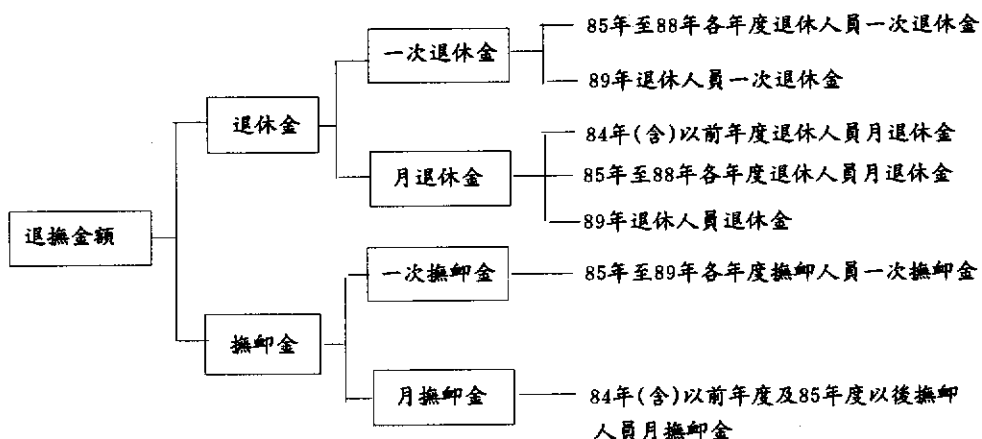 85年至88年各年度退休人員一次退休金
一次退休金
89年退休人員一次退休金
退休金
84年(含)以前年度退休人員月退休金
月退休金
85年至88年各年度退休人員月退休金
89年退休人員退休金
退撫金額
一次撫卹金
85年至89年各年度撫卹人員一次撫卹金
撫卹金
月撫卹金
84年(含)以前年度及85年度以後撫卹
人員月撫卹金